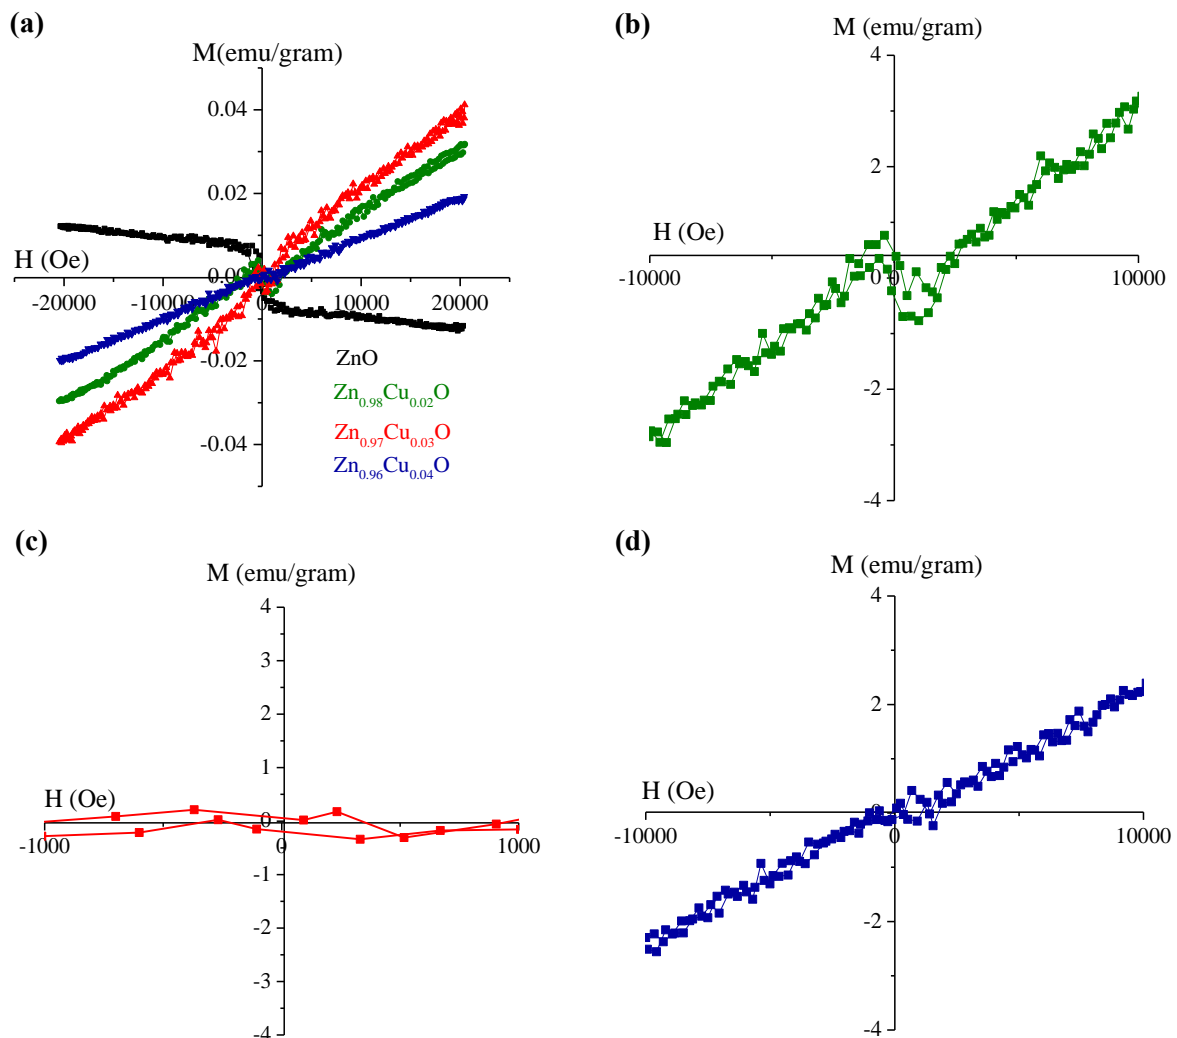 (a)
M(emu/gram)
0.04
0.02
H (Oe)
0.00
-20000 -10000 0 10000 20000
-0.02
ZnO
Zn0.98Cu0.02O
Zn0.97Cu0.03O
-0.04
Zn0.96Cu0.04O
(b)
M (emu/gram)
4
2
H (Oe)
-10000 0 10000
-2
-4
(c)
M (emu/gram)
4
3
2
1
H (Oe)
-1000 0 1000
-1
-2
-3
-4
(d)
M (emu/gram)
4
2
H (Oe)
0
-10000 0 10000
-2
-4